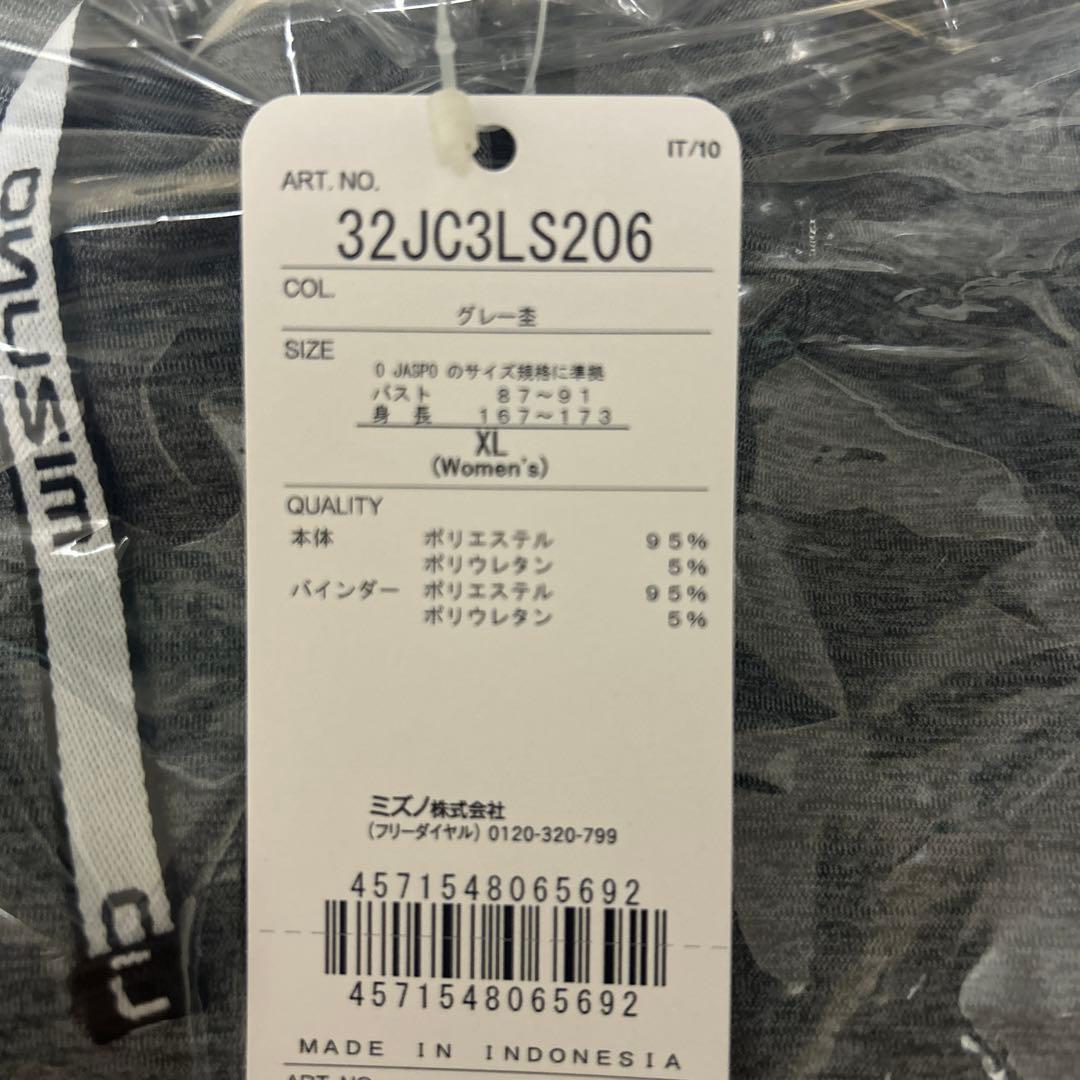 IT/10
ART. NO.
32JC3LS206
COL.
グレー杢
SIZE
O JASPO のサイズ規格に準拠
バスト 87～91
身 長 167～173
XL
(Women's)
QUALITY
本体 ポリエステル 95%
ポリウレタン 5%
バインダー ポリエステル 95%
ポリウレタン 5%
ミズノ株式会社
(フリーダイヤル) 0120-320-799
4571548065692
4571548065692
MADE IN INDONESIA
ART. NO.
MIZUNO